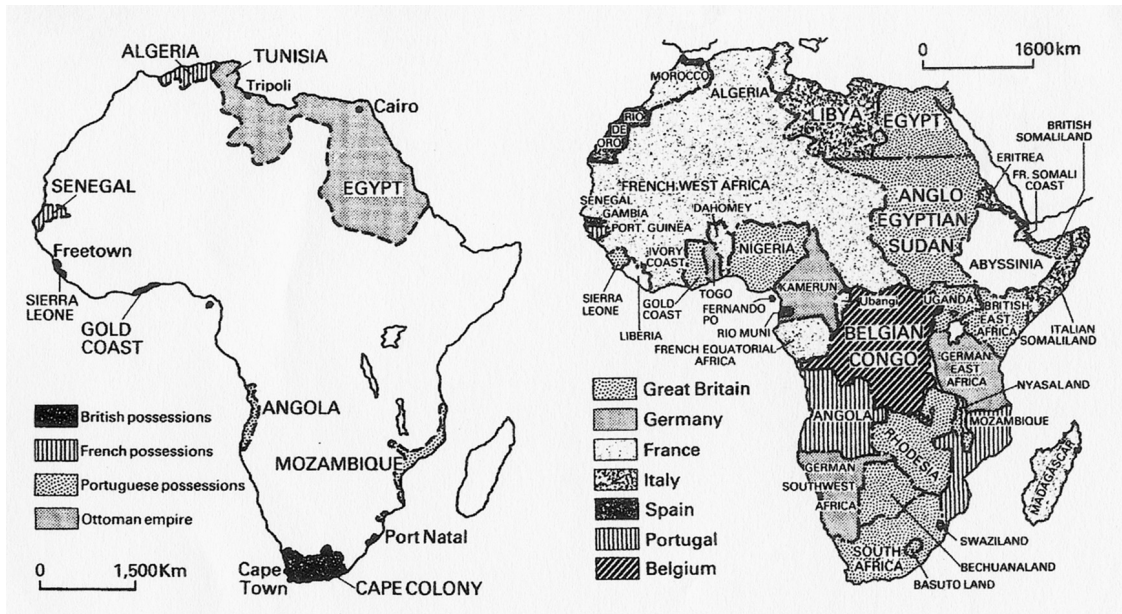 ALGERIA
TUNISIA
Tripoli
Cairo
EGYPT
SENEGAL
Freetown
SIERRA
LEONE
GOLD
COAST
ANGOLA
MOZAMBIQUE
Port Natal
Cape
Town
CAPE COLONY
British possessions
French possessions
Portuguese possessions
Ottoman empire
0 1,500Km
0 1600km
MOROCCO
ALGERIA
LIBYA
EGYPT
RIO
DE
ORO
BRITISH
SOMALILAND
ERITREA
FR. SOMALI
COAST
FRENCH WEST AFRICA
ANGLO
EGYPTIAN
SUDAN
SENEGAL
GAMBIA
PORT. GUINEA
DAHOMEY
NIGERIA
IVORY
COAST
ABYSSINIA
KAMERUN
SIERRA
LEONE
LIBERIA
GOLD
COAST
TOGO
FERNANDO
PO
RIO MUNI
FRENCH EQUATORIAL
AFRICA
Ubangi
UGANDA
BRITISH
EAST
AFRICA
ITALIAN
SOMALILAND
BELGIAN
CONGO
GERMAN
EAST
AFRICA
NYASALAND
ANGOLA
MOZAMBIQUE
RHODESIA
MADAGASCAR
GERMAN
SOUTHWEST
AFRICA
SWAZILAND
SOUTH
AFRICA
BECHUANALAND
BASUTO LAND
Great Britain
Germany
France
Italy
Spain
Portugal
Belgium